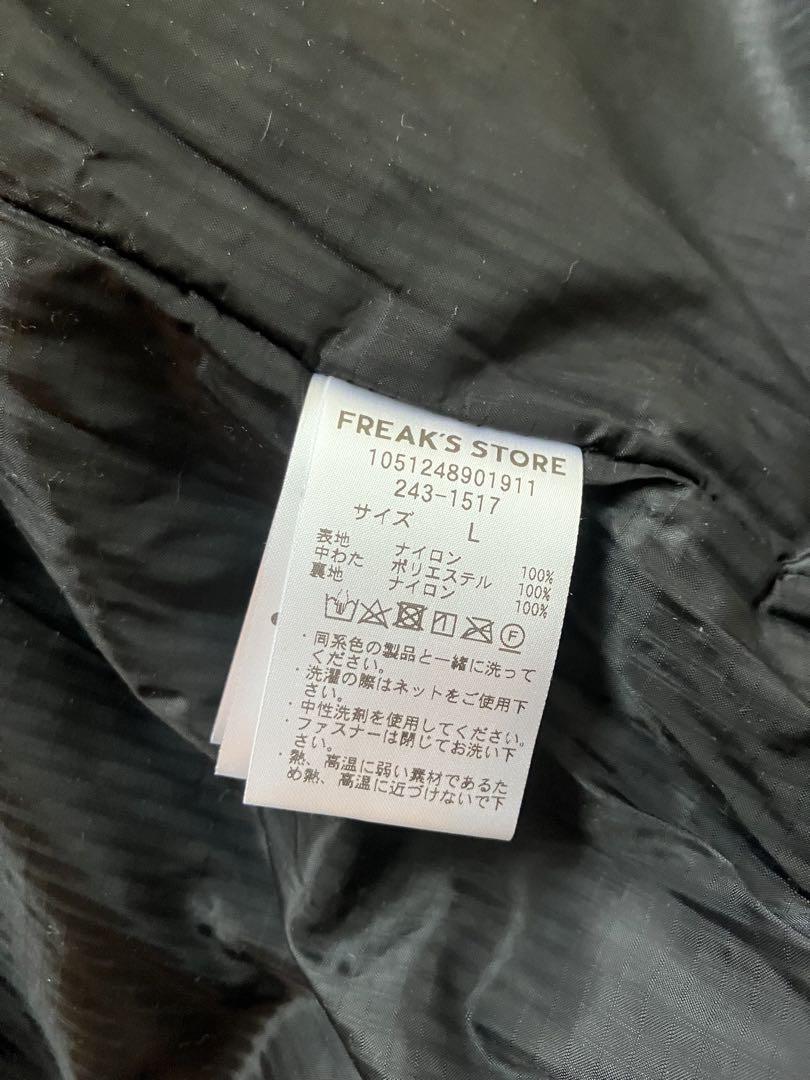 FREAK'S STORE
1051248901911
243-1517
サイズ L
表地 ナイロン 100%
中わた ポリエステル 100%
裏地 ナイロン 100%
F
・同系色の製品と一緒に洗って
ください。
・洗濯の際はネットをご使用下
さい。
・中性洗剤を使用してください。
・ファスナーは閉じてお洗い下
さい。
・熱、高温に弱い素材であるた
め熱、高温に近づけないで下